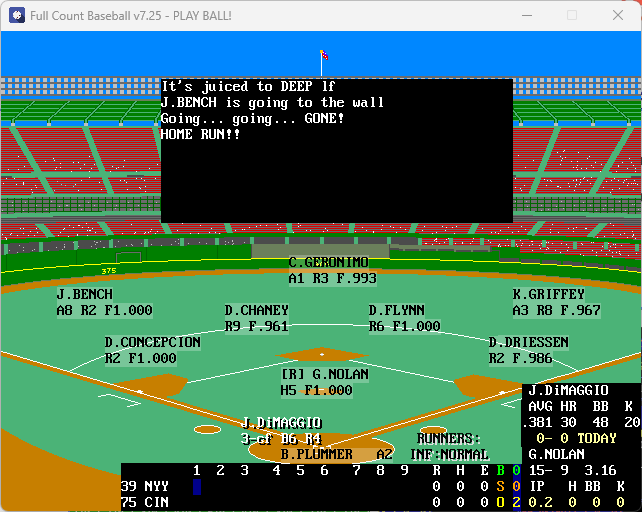 Full Count Baseball v7.25 - PLAY BALL!
It's juiced to DEEP lf
J.BENCH is going to the wall
Going... going... GONE!
HOME RUN!!
375
C.GERONIMO
A1 R3 F.993
J.BENCH
A8 R2 F1.000
D.CHANEY
R9 F.961
D.FLYNN
R6 F1.000
K.GRIFFEY
A3 R8 F.967
D.CONCEPCION
R2 F1.000
D.DRIESSEN
R2 F.986
[R] G.NOLAN
H5 F1.000
J.DiMAGGIO
3-cf B6 R4
B.PLUMMER A2
RUNNERS:
INF:NORMAL
J.DiMAGGIO
AVG HR BB K
.381 30 48 20
0- 0 TODAY
G.NOLAN
15- 9 3.16
IP H BB K
0.2 0 0 0
1 2 3 4 5 6 7 8 9 R H E B 0
39 NYY 0 0 0 S 0
75 CIN 0 0 0 O 2